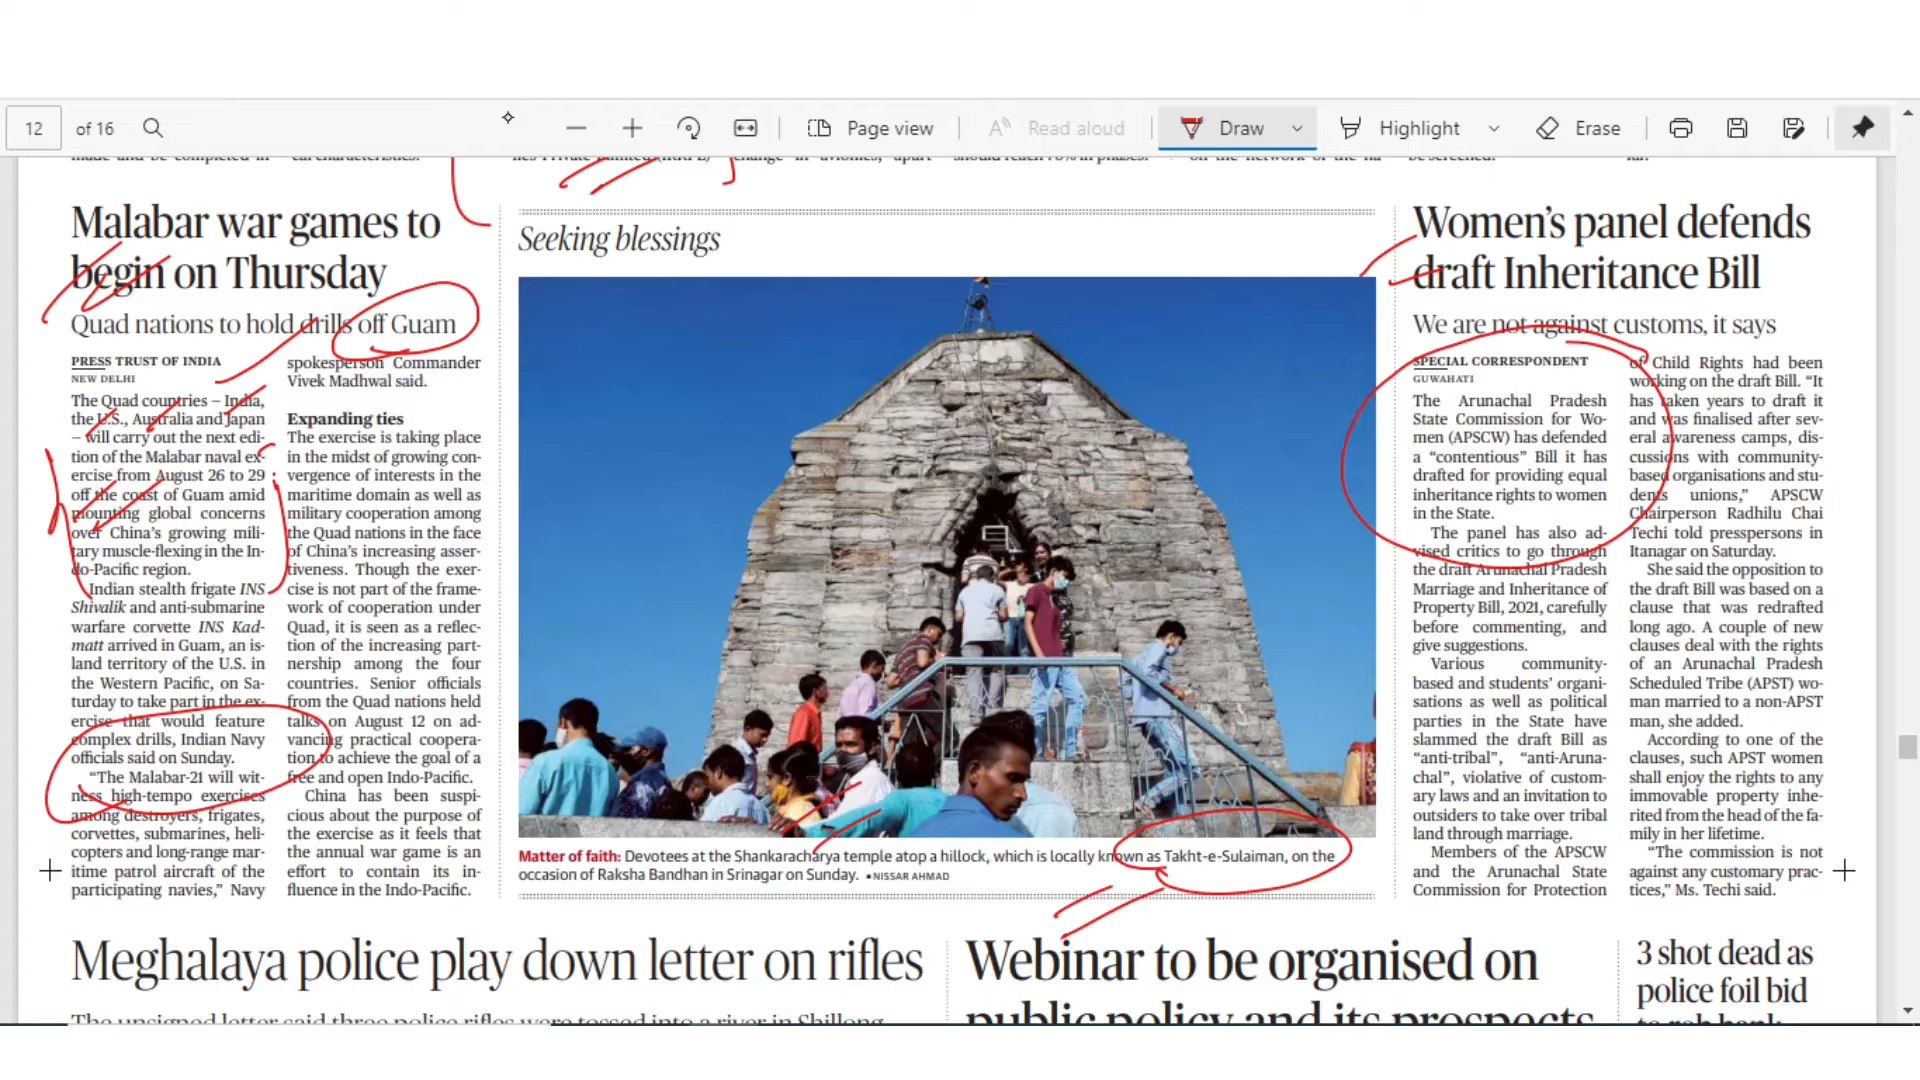 12 of 16
Page view
Read aloud
Draw
Highlight
Erase
Malabar war games to
begin on Thursday
Quad nations to hold drills off Guam
PRESS TRUST OF INDIA
NEW DELHI
The Quad countries – India,
the U.S., Australia and Japan
– will carry out the next edi-
tion of the Malabar naval ex-
ercise from August 26 to 29
off the coast of Guam amid
mounting global concerns
over China's growing mili-
tary muscle-flexing in the In-
do-Pacific region.
Indian stealth frigate INS
Shivalik and anti-submarine
warfare corvette INS Kad-
matt arrived in Guam, an is-
land territory of the U.S. in
the Western Pacific, on Sa-
turday to take part in the ex-
ercise that would feature
complex drills, Indian Navy
officials said on Sunday.
"The Malabar-21 will wit-
ness high-tempo exercises
among destroyers, frigates,
corvettes, submarines, heli-
copters and long-range mar-
itime patrol aircraft of the
participating navies," Navy
spokesperson Commander
Vivek Madhwal said.
Expanding ties
The exercise is taking place
in the midst of growing con-
vergence of interests in the
maritime domain as well as
military cooperation among
the Quad nations in the face
of China's increasing asser-
tiveness. Though the exer-
cise is not part of the frame-
work of cooperation under
Quad, it is seen as a reflec-
tion of the increasing part-
nership among the four
countries. Senior officials
from the Quad nations held
talks on August 12 on ad-
vancing practical coopera-
tion to achieve the goal of a
free and open Indo-Pacific.
China has been suspi-
cious about the purpose of
the exercise as it feels that
the annual war game is an
effort to contain its in-
fluence in the Indo-Pacific.
Seeking blessings
Matter of faith: Devotees at the Shankaracharya temple atop a hillock, which is locally known as Takht-e-Sulaiman, on the
occasion of Raksha Bandhan in Srinagar on Sunday. •NISSAR AHMAD
Women's panel defends
draft Inheritance Bill
We are not against customs, it says
SPECIAL CORRESPONDENT
GUWAHATI
The Arunachal Pradesh
State Commission for Wo-
men (APSCW) has defended
a "contentious" Bill it has
drafted for providing equal
inheritance rights to women
in the State.
The panel has also ad-
vised critics to go through
the draft Arunachal Pradesh
Marriage and Inheritance of
Property Bill, 2021, carefully
before commenting, and
give suggestions.
Various community-
based and students' organi-
sations as well as political
parties in the State have
slammed the draft Bill as
"anti-tribal", "anti-Aruna-
chal", violative of custom-
ary laws and an invitation to
outsiders to take over tribal
land through marriage.
Members of the APSCW
and the Arunachal State
Commission for Protection
of Child Rights had been
working on the draft Bill. "It
has taken years to draft it
and was finalised after sev-
eral awareness camps, dis-
cussions with community-
based organisations and stu-
dents unions," APSCW
Chairperson Radhilu Chai
Techi told presspersons in
Itanagar on Saturday.
She said the opposition to
the draft Bill was based on a
clause that was redrafted
long ago. A couple of new
clauses deal with the rights
of an Arunachal Pradesh
Scheduled Tribe (APST) wo-
man married to a non-APST
man, she added.
According to one of the
clauses, such APST women
shall enjoy the rights to any
immovable property inhe-
rited from the head of the fa-
mily in her lifetime.
"The commission is not
against any customary prac-
tices," Ms. Techi said.
Meghalaya police play down letter on rifles
The unsigned letter said three police rifles were tossed into a river in Shillong
Webinar to be organised on
public policy and its prospects
3 shot dead as
police foil bid
to rob bank